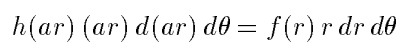 h(ar) (ar) d(ar) dθ = f(r) r dr dθ